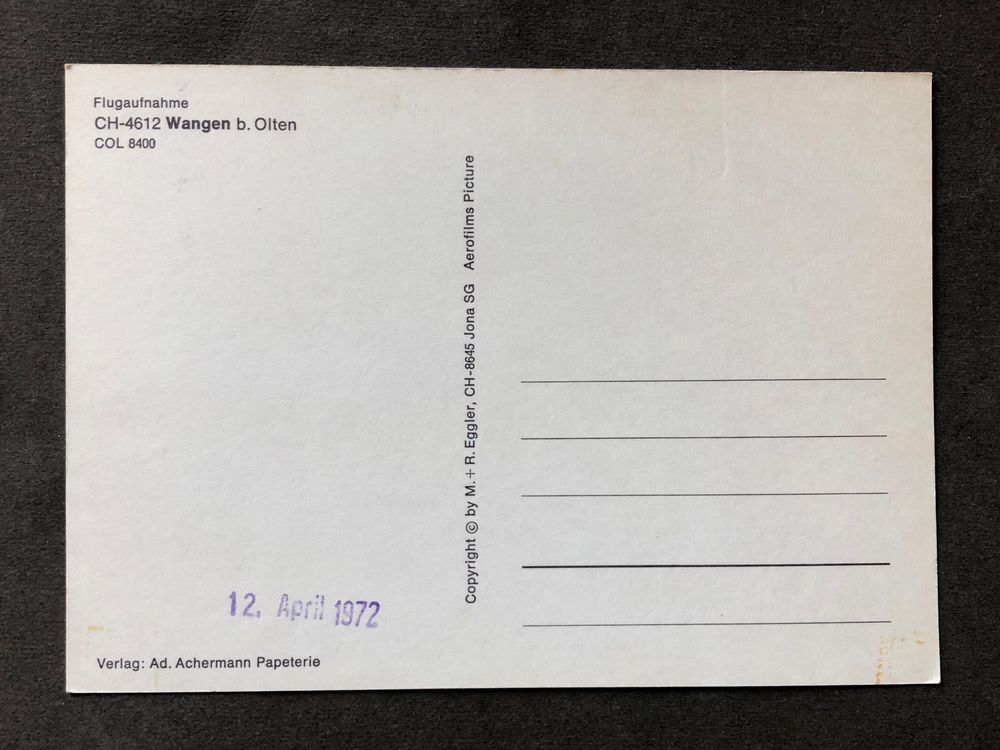 Flugaufnahme
CH-4612 Wangen b. Olten
COL 8400
Copyright © by M.+R. Eggler, CH-8645 Jona SG Aerofilms Picture
12. April 1972
Verlag: Ad. Achermann Papeterie